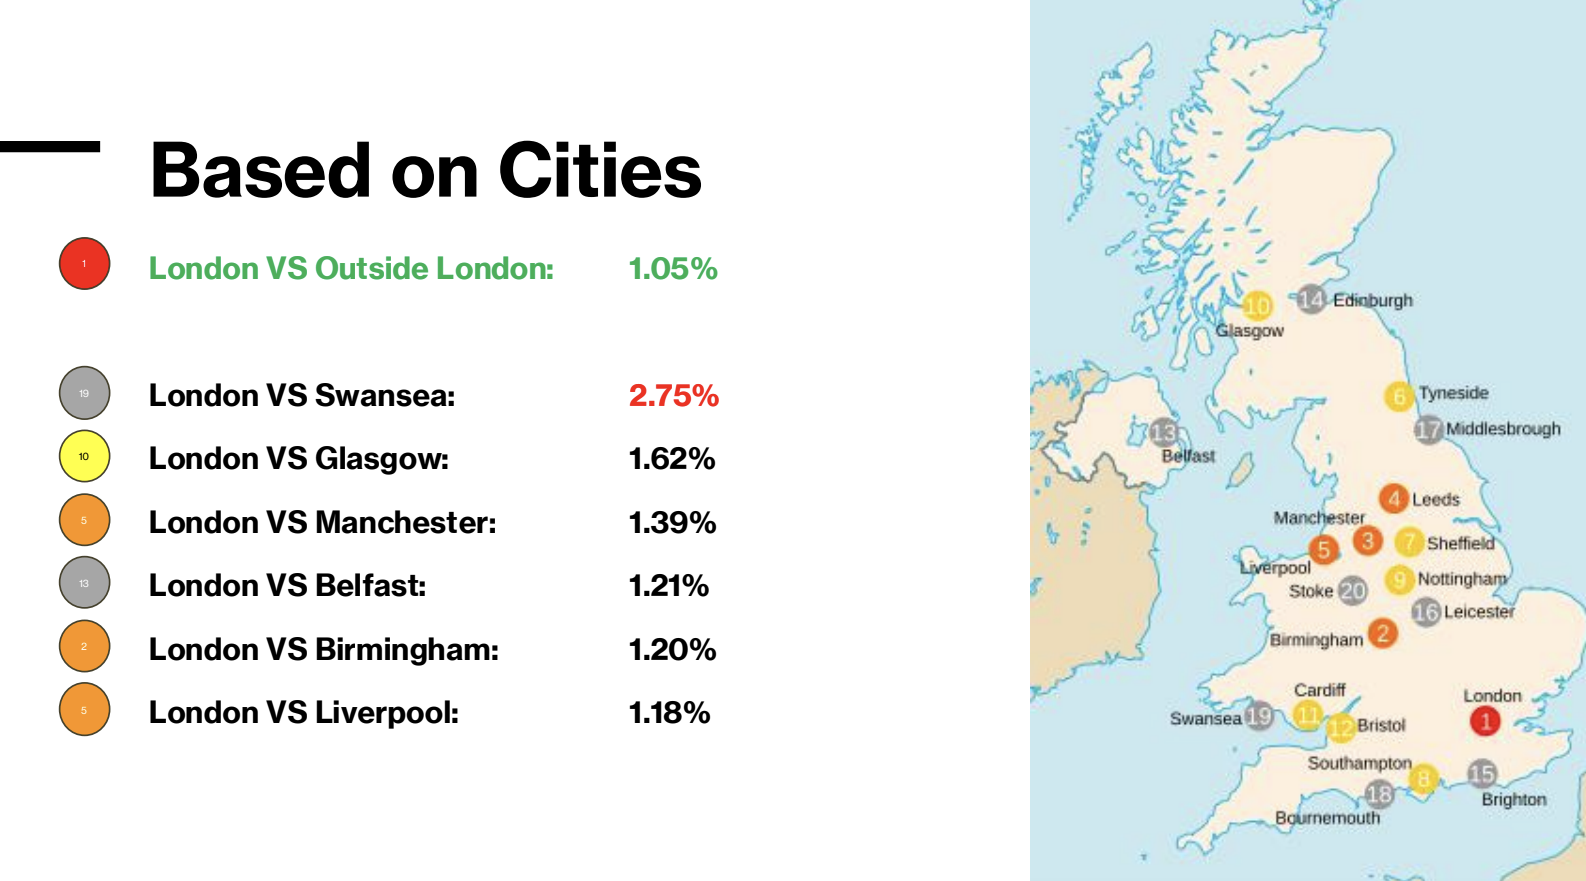 Based on Cities
1 London VS Outside London: 1.05%
19 London VS Swansea: 2.75%
10 London VS Glasgow: 1.62%
5 London VS Manchester: 1.39%
13 London VS Belfast: 1.21%
2 London VS Birmingham: 1.20%
5 London VS Liverpool: 1.18%
10 14 Edinburgh
Glasgow
6 Tyneside
13 17 Middlesbrough
Belfast
4 Leeds
Manchester
5 3 7 Sheffield
Liverpool
9 Nottingham
Stoke 20
16 Leicester
Birmingham 2
Cardiff
London
Swansea 19 11 12 Bristol 1
Southampton
8 15
18
Brighton
Bournemouth